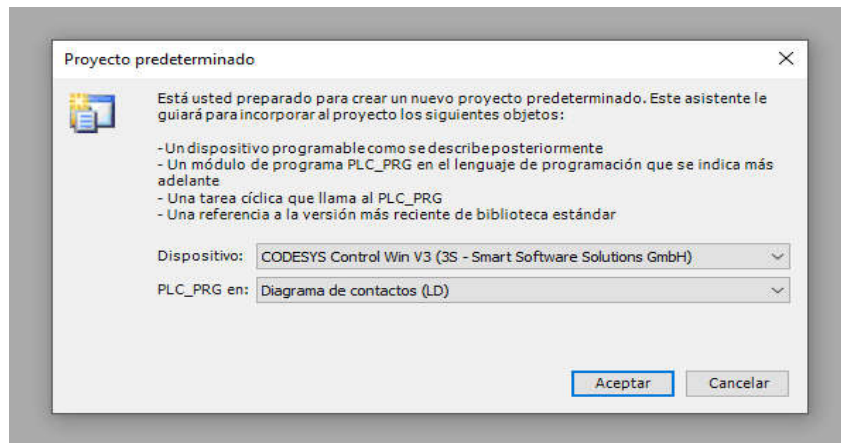 Proyecto predeterminado
Está usted preparado para crear un nuevo proyecto predeterminado. Este asistente le
guiará para incorporar al proyecto los siguientes objetos:
- Un dispositivo programable como se describe posteriormente
- Un módulo de programa PLC_PRG en el lenguaje de programación que se indica más
adelante
- Una tarea cíclica que llama al PLC_PRG
- Una referencia a la versión más reciente de biblioteca estándar
Dispositivo: CODESYS Control Win V3 (3S - Smart Software Solutions GmbH)
PLC_PRG en: Diagrama de contactos (LD)
Aceptar Cancelar